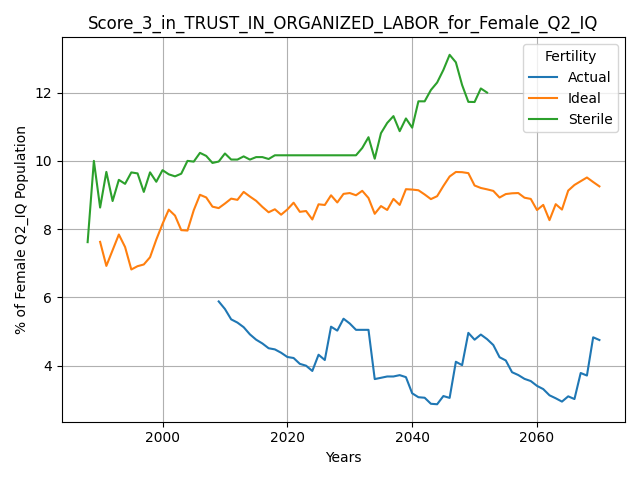 Score_3_in_TRUST_IN_ORGANIZED_LABOR_for_Female_Q2_IQ
Fertility
Actual
Ideal
Sterile
% of Female Q2_IQ Population
12
10
8
6
4
2000
2020
2040
2060
Years